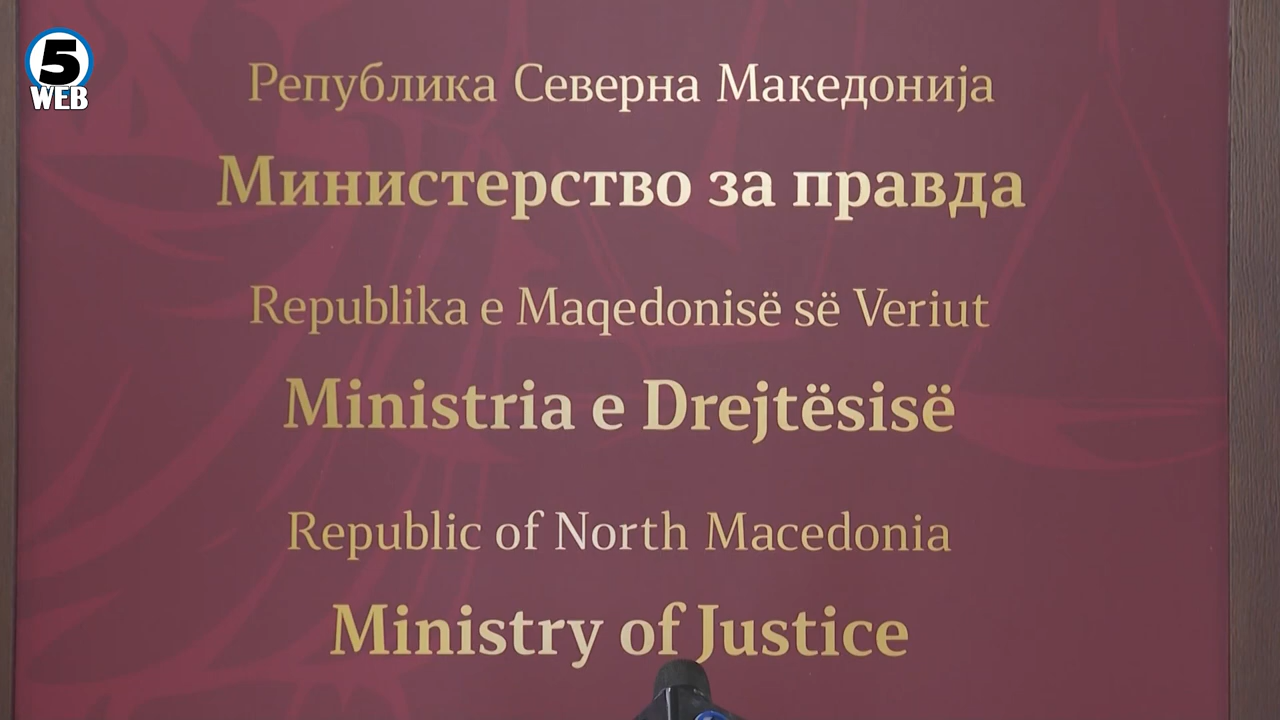 5
WEB
Република Северна Македонија
Министерство за правда
Republika e Maqedonisë së Veriut
Ministria e Drejtësisë
Republic of North Macedonia
Ministry of Justice